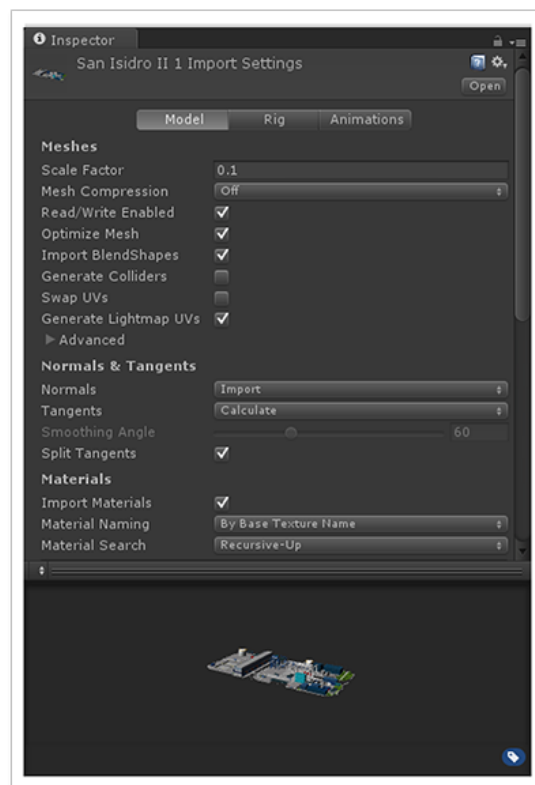 Inspector
San Isidro II 1 Import Settings
Open
Model Rig Animations
Meshes
Scale Factor 0.1
Mesh Compression Off
Read/Write Enabled
Optimize Mesh
Import BlendShapes
Generate Colliders
Swap UVs
Generate Lightmap UVs
Advanced
Normals & Tangents
Normals Import
Tangents Calculate
Smoothing Angle 60
Split Tangents
Materials
Import Materials
Material Naming By Base Texture Name
Material Search Recursive-Up